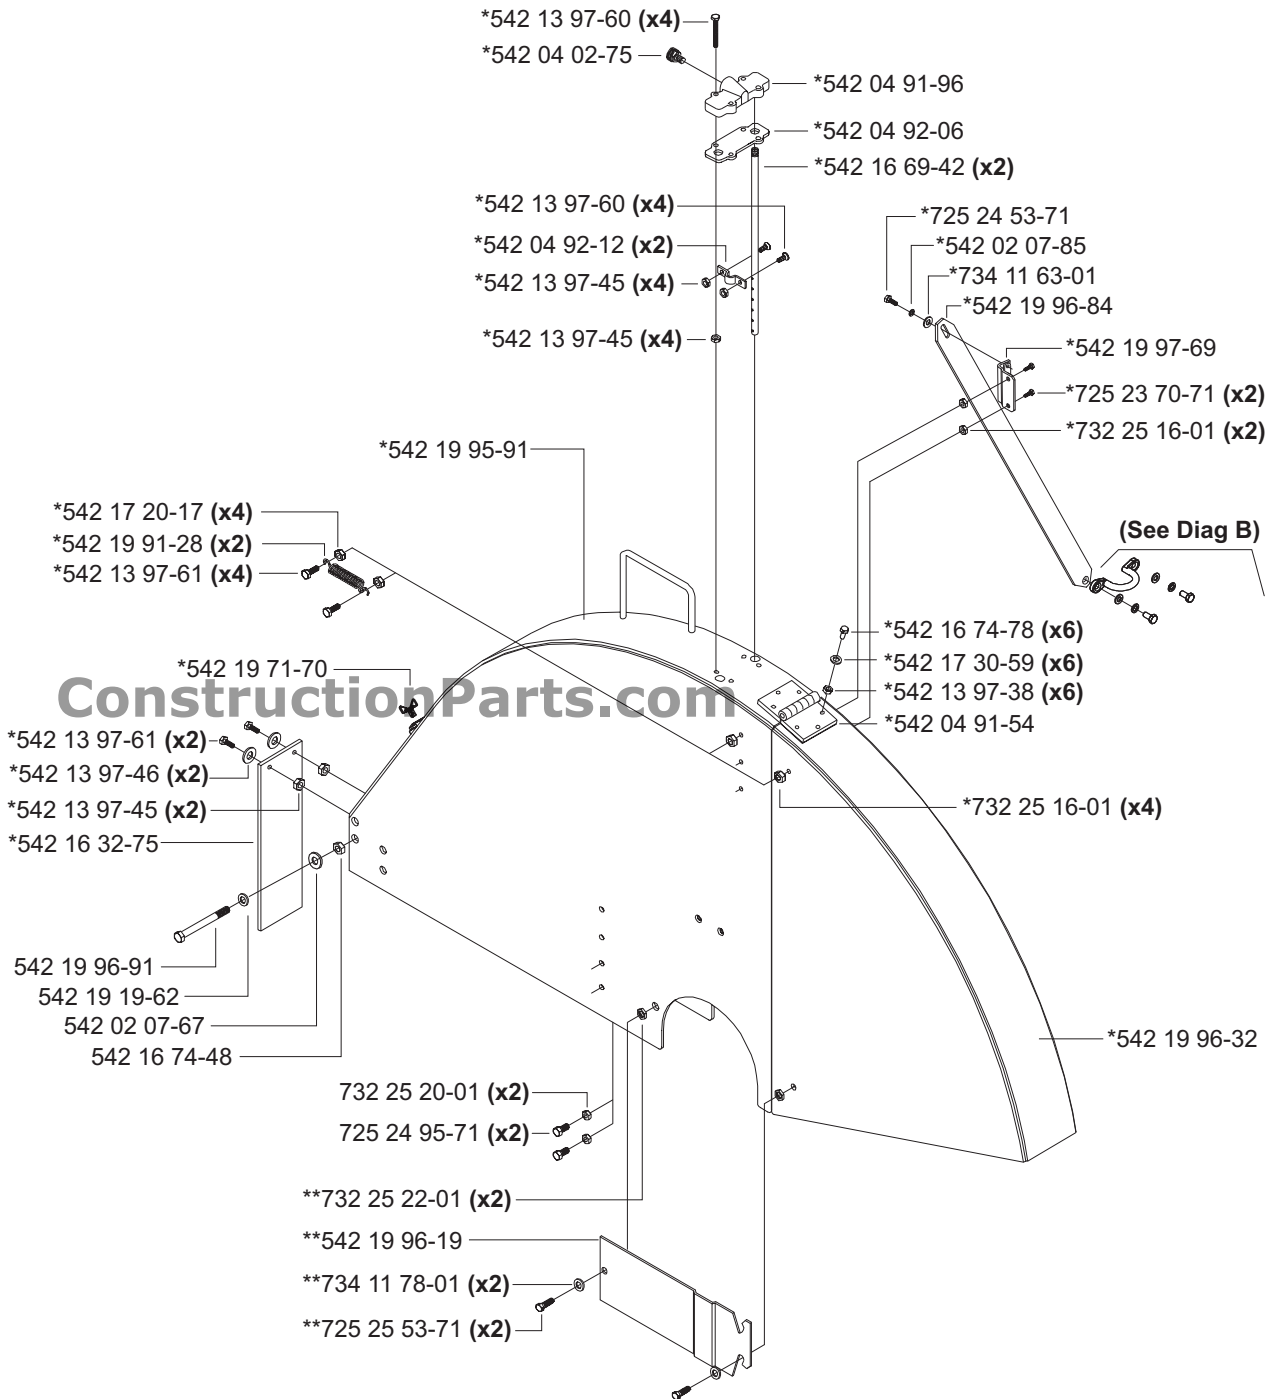 *542 13 97-60 (x4)
*542 04 02-75
*542 04 91-96
*542 04 92-06
*542 16 69-42 (x2)
*542 13 97-60 (x4)
*725 24 53-71
*542 04 92-12 (x2)
*542 02 07-85
*542 13 97-45 (x4)
*734 11 63-01
*542 19 96-84
*542 13 97-45 (x4)
*542 19 97-69
*725 23 70-71 (x2)
*732 25 16-01 (x2)
*542 19 95-91
*542 17 20-17 (x4)
*542 19 91-28 (x2)
*542 13 97-61 (x4)
(See Diag B)
*542 16 74-78 (x6)
*542 17 30-59 (x6)
*542 13 97-38 (x6)
*542 04 91-54
*542 19 71-70
ConstructionParts.com
*542 13 97-61 (x2)
*542 13 97-46 (x2)
*542 13 97-45 (x2)
*542 16 32-75
*732 25 16-01 (x4)
542 19 96-91
542 19 19-62
542 02 07-67
542 16 74-48
*542 19 96-32
732 25 20-01 (x2)
725 24 95-71 (x2)
**732 25 22-01 (x2)
**542 19 96-19
**734 11 78-01 (x2)
**725 25 53-71 (x2)